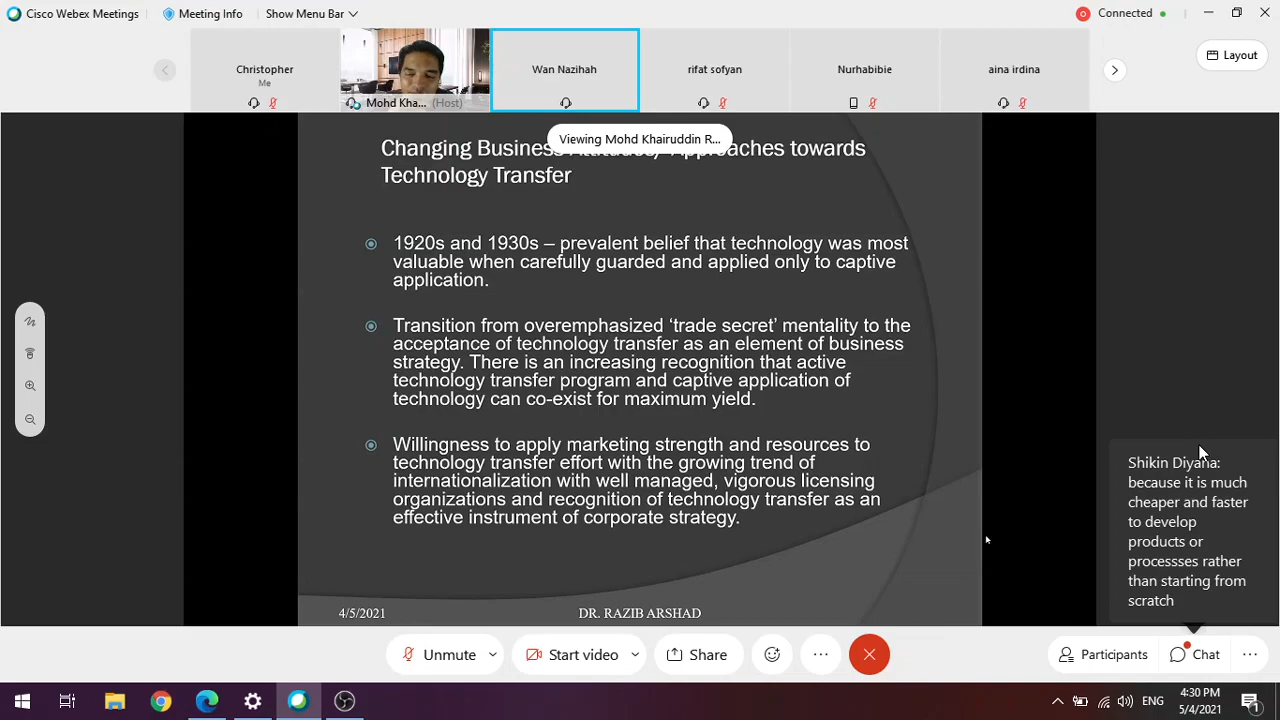 Cisco Webex Meetings
Meeting Info
Show Menu Bar
Connected
Layout
Christopher
Me
Mohd Kha... (Host)
Wan Nazihah
rifat sofyan
Nurhabibie
aina irdina
Viewing Mohd Khairuddin R...
Changing Business Attitudes/ Approaches towards
Technology Transfer
1920s and 1930s – prevalent belief that technology was most
valuable when carefully guarded and applied only to captive
application.
Transition from overemphasized ‘trade secret’ mentality to the
acceptance of technology transfer as an element of business
strategy. There is an increasing recognition that active
technology transfer program and captive application of
technology can co-exist for maximum yield.
Willingness to apply marketing strength and resources to
technology transfer effort with the growing trend of
internationalization with well managed, vigorous licensing
organizations and recognition of technology transfer as an
effective instrument of corporate strategy.
4/5/2021
DR. RAZIB ARSHAD
Shikin Diyana:
because it is much
cheaper and faster
to develop
products or
processses rather
than starting from
scratch
Unmute
Start video
Share
Participants
Chat
ENG
4:30 PM
5/4/2021
1